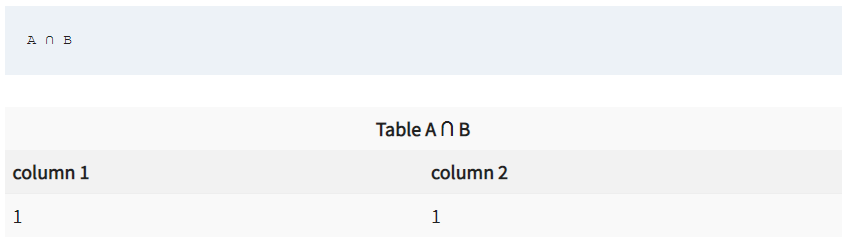 A ∩ B
Table A ∩ B
column 1 column 2
1 1